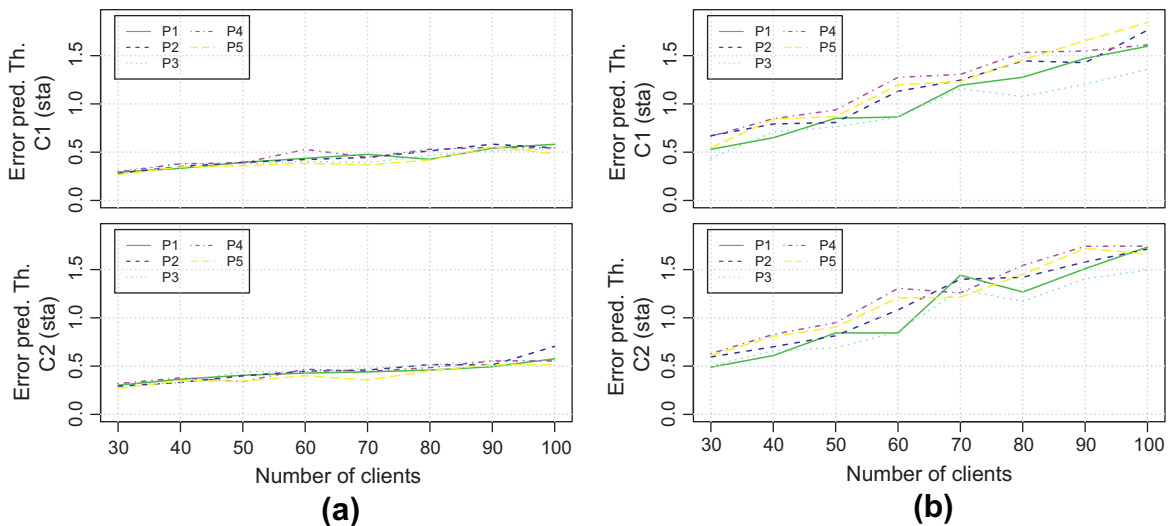 Error pred. Th.
C1 (sta)
0.0 0.5 1.0 1.5
P1 P4
P2 P5
P3
Error pred. Th.
C2 (sta)
0.0 0.5 1.0 1.5
P1 P4
P2 P5
P3
30 40 50 60 70 80 90 100
Number of clients
(a)
Error pred. Th.
C1 (sta)
0.0 0.5 1.0 1.5
P1 P4
P2 P5
P3
Error pred. Th.
C2 (sta)
0.0 0.5 1.0 1.5
P1 P4
P2 P5
P3
30 40 50 60 70 80 90 100
Number of clients
(b)